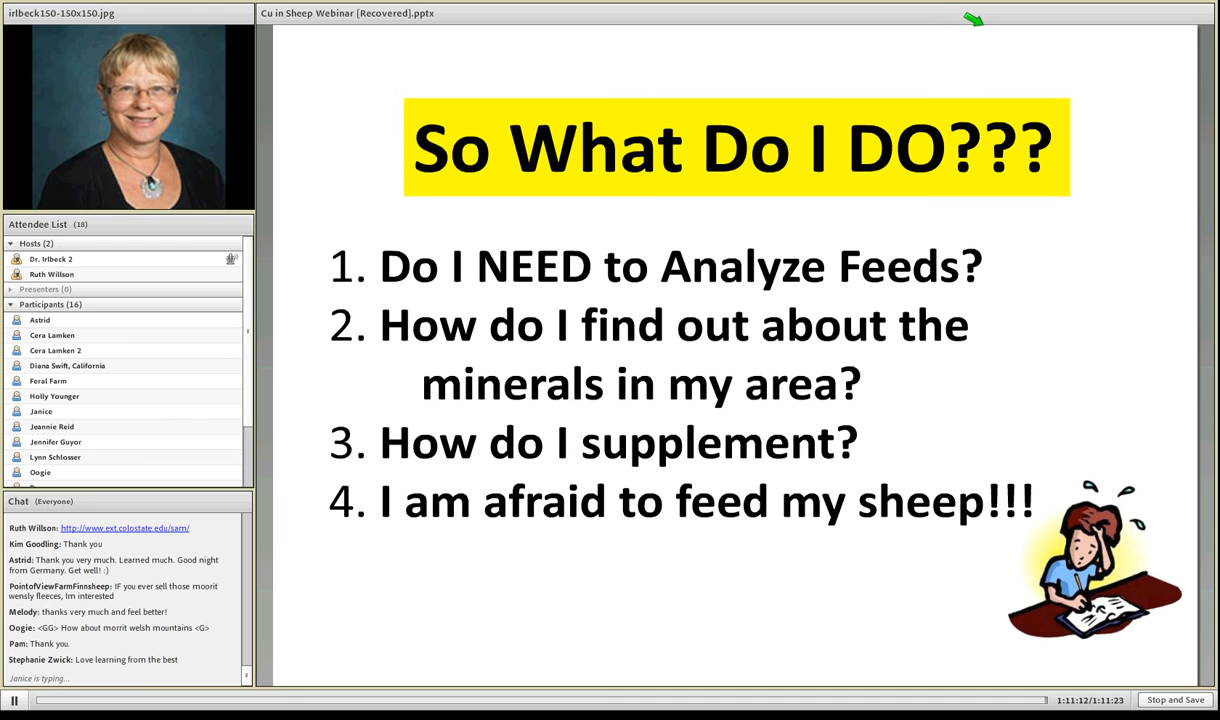 irlbeck150-150x150.jpg
Cu in Sheep Webinar [Recovered].pptx
Attendee List (18)
Hosts (2)
Dr. Irlbeck 2
Ruth Willson
Presenters (0)
Participants (16)
Astrid
Cera Lamken
Cera Lamken 2
Diana Swift, California
Feral Farm
Holly Younger
Janice
Jeannie Reid
Jennifer Guyor
Lynn Schlosser
Oogie
Chat (Everyone)
Ruth Willson: http://www.ext.colostate.edu/sam/
Kim Goodling: Thank you
Astrid: Thank you very much. Learned much. Good night
from Germany. Get well! :)
PointofViewFarmFinnsheep: IF you ever sell those moorit
wensly fleeces, Im interested
Melody: thanks very much and feel better!
Oogie: <GG> How about morrit welsh mountains <G>
Pam: Thank you.
Stephanie Zwick: Love learning from the best
Janice is typing...
So What Do I DO???
1. Do I NEED to Analyze Feeds?
2. How do I find out about the
minerals in my area?
3. How do I supplement?
4. I am afraid to feed my sheep!!!
1:11:12/1:11:23
Stop and Save